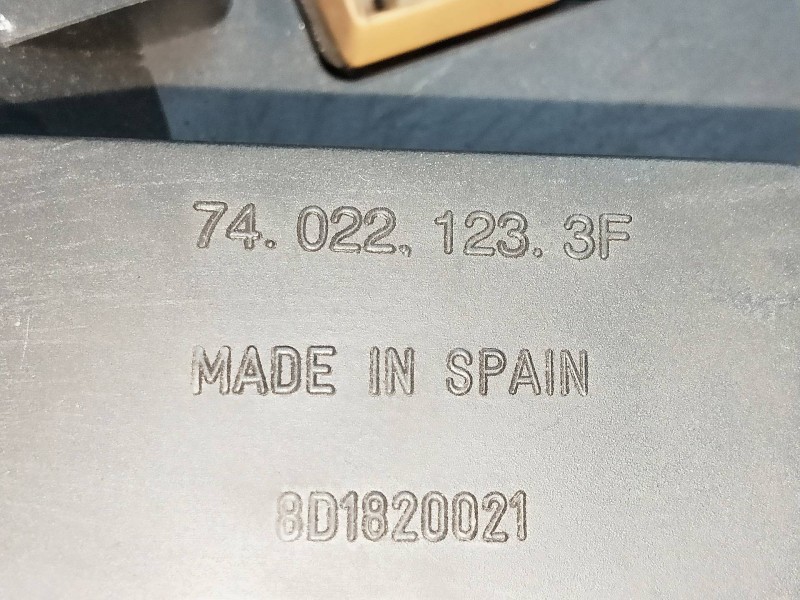 74. 022. 123. 3F
MADE IN SPAIN
8D1820021